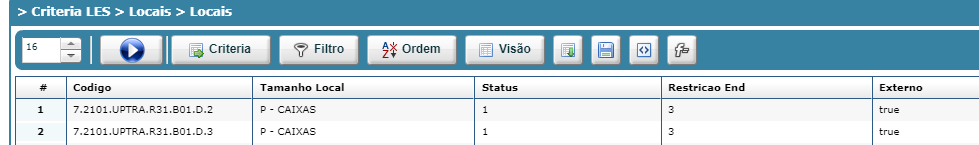 > Criteria LES > Locais > Locais
16 Criteria Filtro Ordem Visão
# Codigo Tamanho Local Status Restricao End Externo
1 7.2101.UPTRA.R31.B01.D.2 P - CAIXAS 1 3 true
2 7.2101.UPTRA.R31.B01.D.3 P - CAIXAS 1 3 true